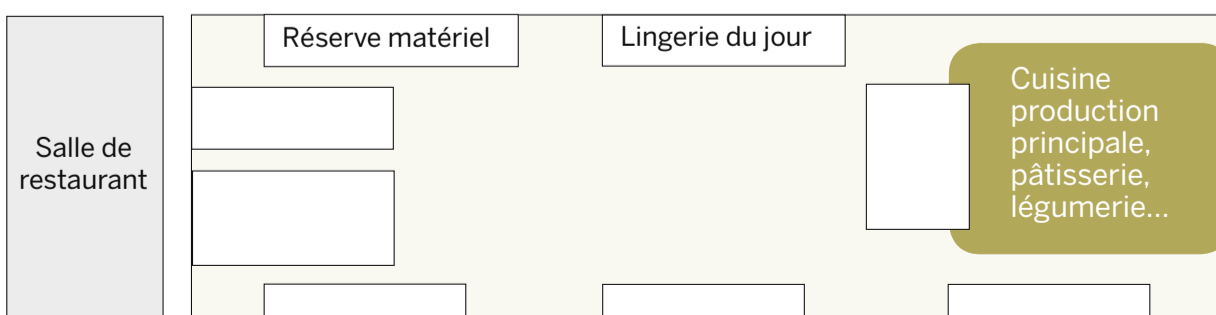 Réserve matériel
Lingerie du jour
Salle de
restaurant
Cuisine
production
principale,
pâtisserie,
légumerie...